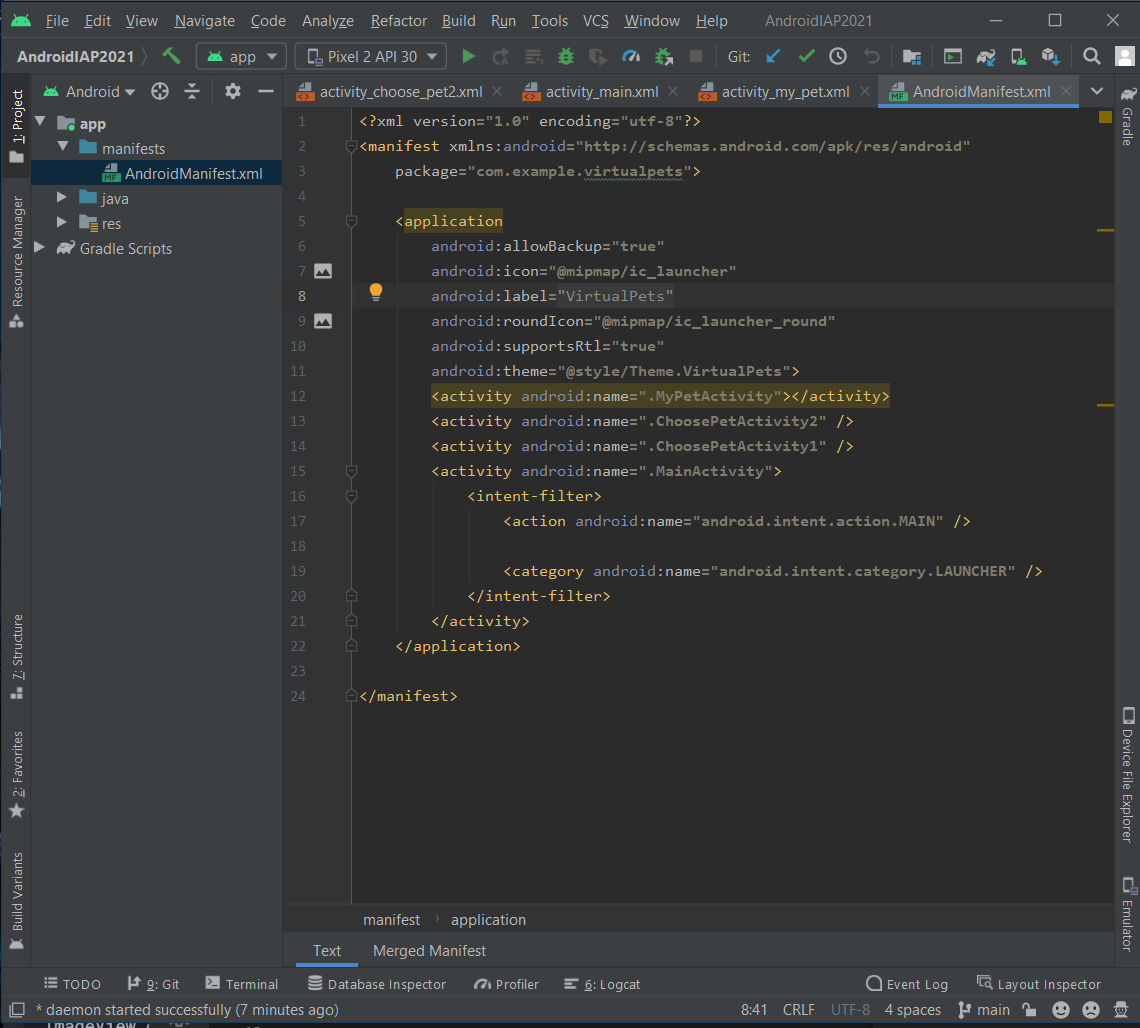 File Edit View Navigate Code Analyze Refactor Build Run Tools VCS Window Help AndroidIAP2021
AndroidIAP2021 app Pixel 2 API 30 Git:
1: Project
Resource Manager
7: Structure
2: Favorites
Build Variants
Android
app
manifests
AndroidManifest.xml
java
res
Gradle Scripts
activity_choose_pet2.xml activity_main.xml activity_my_pet.xml AndroidManifest.xml
1 <?xml version="1.0" encoding="utf-8"?>
2 <manifest xmlns:android="http://schemas.android.com/apk/res/android"
3 package="com.example.virtualpets">
4
5 <application
6 android:allowBackup="true"
7 android:icon="@mipmap/ic_launcher"
8 android:label="VirtualPets"
9 android:roundIcon="@mipmap/ic_launcher_round"
10 android:supportsRtl="true"
11 android:theme="@style/Theme.VirtualPets">
12 <activity android:name=".MyPetActivity"></activity>
13 <activity android:name=".ChoosePetActivity2" />
14 <activity android:name=".ChoosePetActivity1" />
15 <activity android:name=".MainActivity">
16 <intent-filter>
17 <action android:name="android.intent.action.MAIN" />
18
19 <category android:name="android.intent.category.LAUNCHER" />
20 </intent-filter>
21 </activity>
22 </application>
23
24 </manifest>
manifest application
Text Merged Manifest
Gradle
Device File Explorer
Emulator
TODO 9: Git Terminal Database Inspector Profiler 6: Logcat Event Log Layout Inspector
* daemon started successfully (7 minutes ago) 8:41 CRLF UTF-8 4 spaces main